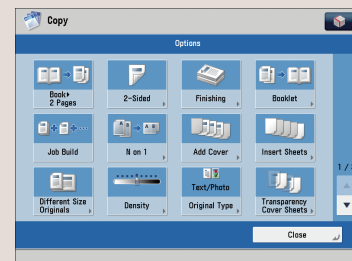 Copy
Options
Book▶
2 Pages
2-Sided
Finishing
Booklet
Job Build
N on 1
Add Cover
Insert Sheets
1 /
Different Size
Originals
Density
Text/Photo
Original Type
Transparency
Cover Sheets
Close